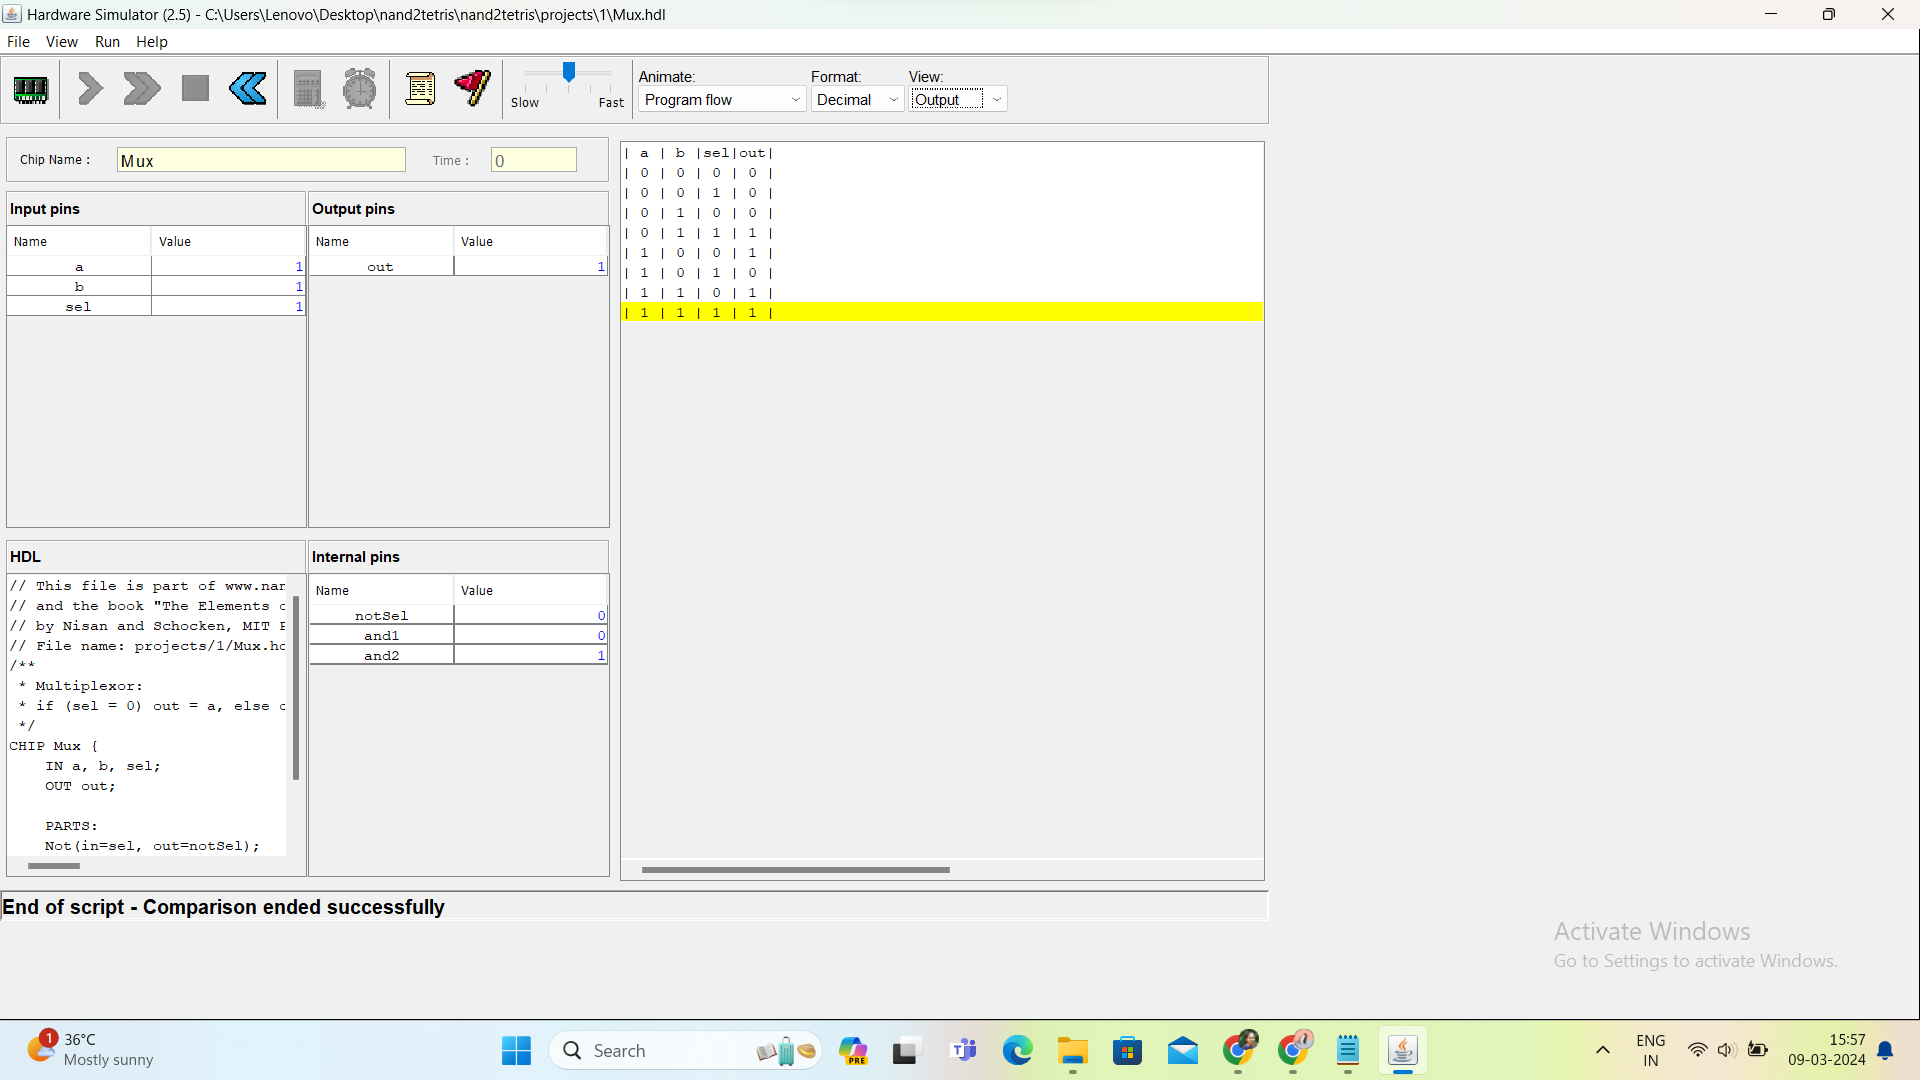 Hardware Simulator (2.5) - C:\Users\Lenovo\Desktop\nand2tetris\nand2tetris\projects\1\Mux.hdl
File View Run Help
Animate: Format: View:
Slow Fast Program flow Decimal Output
Chip Name : Mux Time : 0
Input pins
Name Value
a 1
b 1
sel 1
Output pins
Name Value
out 1
| a | b |sel|out|
| 0 | 0 | 0 | 0 |
| 0 | 0 | 1 | 0 |
| 0 | 1 | 0 | 0 |
| 0 | 1 | 1 | 1 |
| 1 | 0 | 0 | 1 |
| 1 | 0 | 1 | 0 |
| 1 | 1 | 0 | 1 |
| 1 | 1 | 1 | 1 |
HDL
// This file is part of www.nan
// and the book "The Elements
// by Nisan and Schocken, MIT
// File name: projects/1/Mux.hd
/**
* Multiplexor:
* if (sel = 0) out = a, else
*/
CHIP Mux {
IN a, b, sel;
OUT out;
PARTS:
Not(in=sel, out=notSel);
Internal pins
Name Value
notSel 0
and1 0
and2 1
End of script - Comparison ended successfully
Activate Windows
Go to Settings to activate Windows.
1
36°C
Mostly sunny
Search
PRE
ENG
IN
15:57
09-03-2024